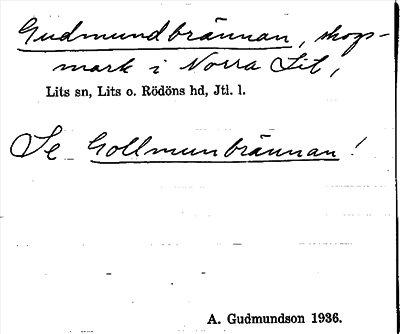 Gudmundbrännan, skogs-
mark i Norra Lit,
Lits sn, Lits o. Rödöns hd, Jtl. l.
Se Gollmunbrännan!
A. Gudmundson 1936.